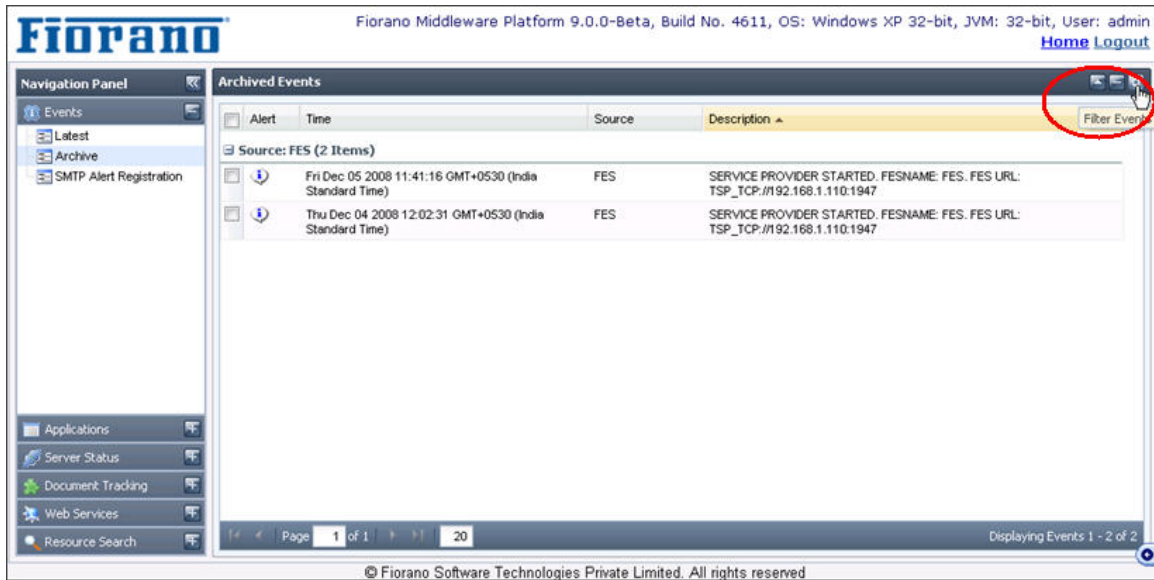 Fiorano
Fiorano Middleware Platform 9.0.0-Beta, Build No. 4611, OS: Windows XP 32-bit, JVM: 32-bit, User: admin
Home Logout
Navigation Panel
Archived Events
Events
Latest
Archive
SMTP Alert Registration
Alert Time Source Description
Filter Events
Source: FES (2 Items)
Fri Dec 05 2008 11:41:16 GMT+0530 (India
Standard Time)
FES
SERVICE PROVIDER STARTED. FESNAME: FES. FES URL:
TSP_TCP://192.168.1.110:1947
Thu Dec 04 2008 12:02:31 GMT+0530 (India
Standard Time)
FES
SERVICE PROVIDER STARTED. FESNAME: FES. FES URL:
TSP_TCP://192.168.1.110:1947
Applications
Server Status
Document Tracking
Web Services
Resource Search
Page 1 of 1 20
Displaying Events 1 - 2 of 2
© Fiorano Software Technologies Private Limited. All rights reserved